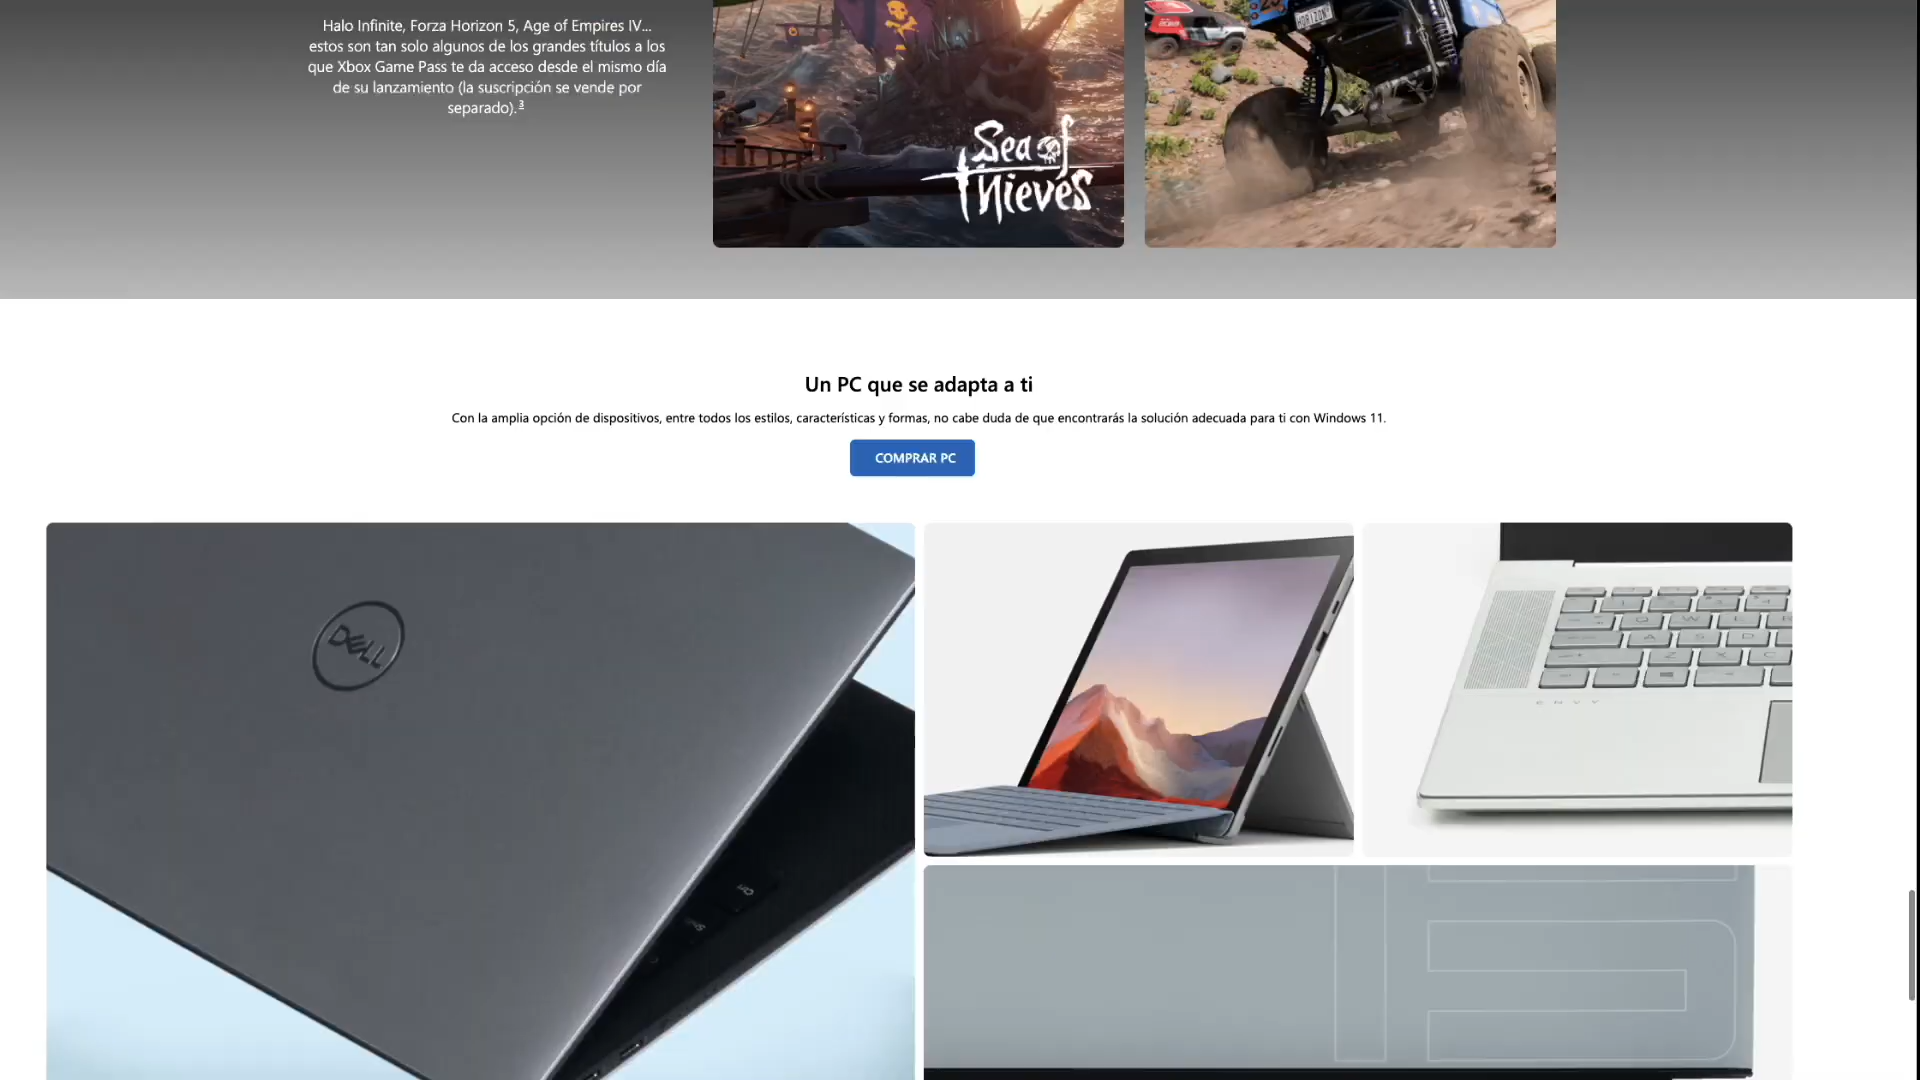 Halo Infinite, Forza Horizon 5, Age of Empires IV...
estos son tan solo algunos de los grandes títulos a los
que Xbox Game Pass te da acceso desde el mismo día
de su lanzamiento (la suscripción se vende por
separado).3
HORIZON
Sea of
Thieves
Un PC que se adapta a ti
Con la amplia opción de dispositivos, entre todos los estilos, características y formas, no cabe duda de que encontrarás la solución adecuada para ti con Windows 11.
COMPRAR PC
DELL
ENVY